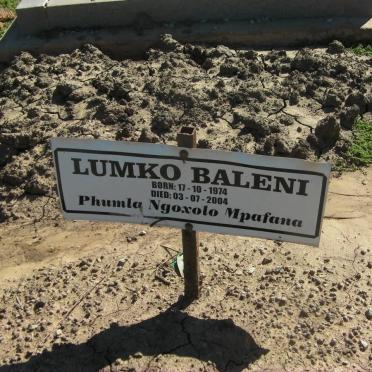 LUMKO BALENI
BORN: 17 - 10 - 1974
DIED: 03 - 07 - 2004
Phumla Ngoxolo Mpafana